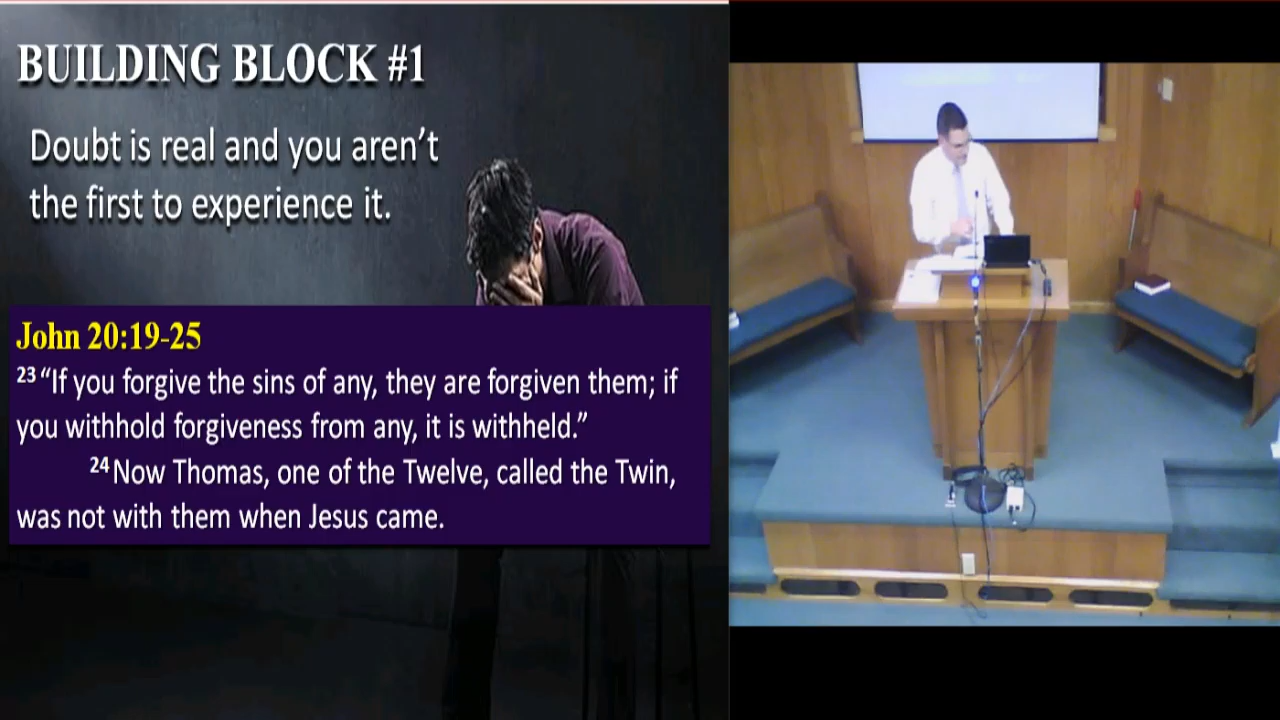 BUILDING BLOCK #1
Doubt is real and you aren’t
the first to experience it.
John 20:19-25
23 “If you forgive the sins of any, they are forgiven them; if
you withhold forgiveness from any, it is withheld.”
24 Now Thomas, one of the Twelve, called the Twin,
was not with them when Jesus came.